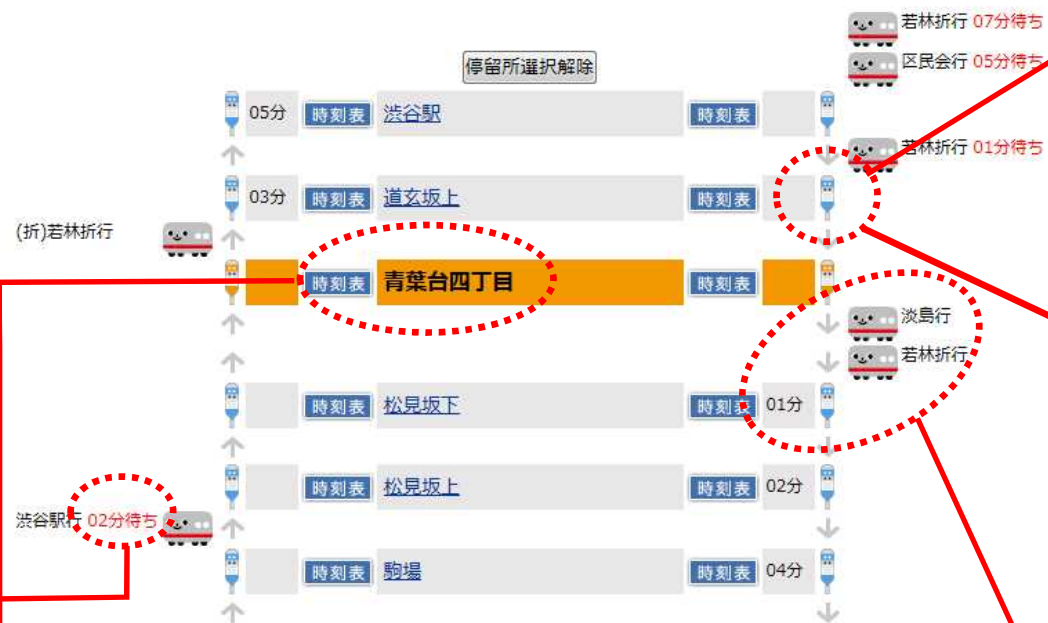 若林折行 07分待ち
停留所選択解除
区民会行 05分待ち
05分 時刻表 渋谷駅 時刻表
若林折行 01分待ち
03分 時刻表 道玄坂上 時刻表
(折)若林折行
時刻表 青葉台四丁目 時刻表
淡島行
若林折行
時刻表 松見坂下 時刻表 01分
時刻表 松見坂上 時刻表 02分
渋谷駅行 02分待ち
時刻表 駒場 時刻表 04分